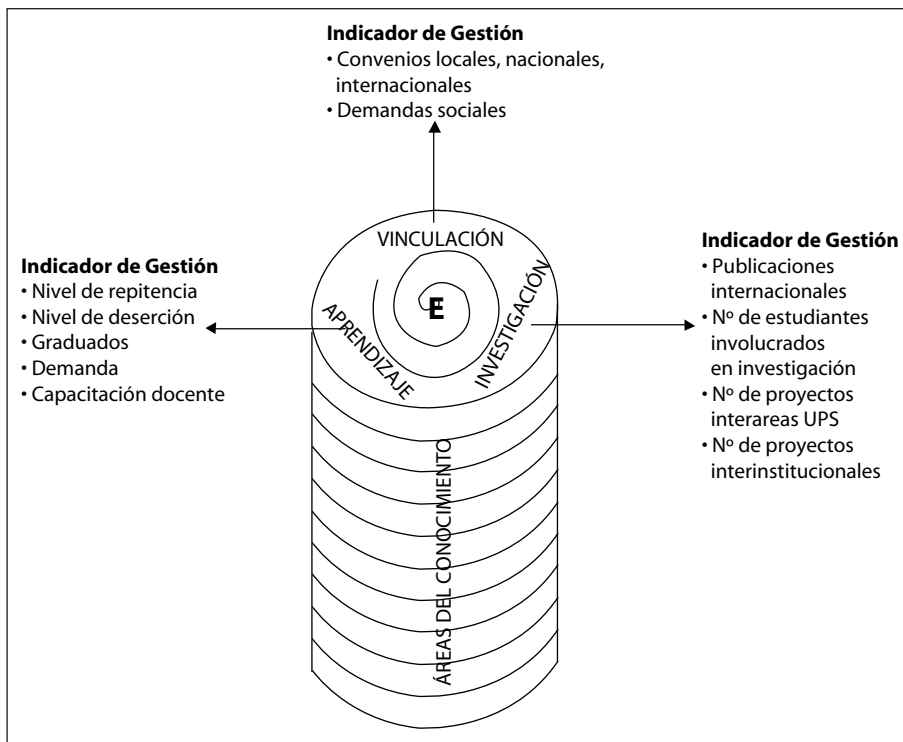 Indicador de Gestión
• Convenios locales, nacionales,
internacionales
• Demandas sociales
Indicador de Gestión
• Nivel de repitencia
• Nivel de deserción
• Graduados
• Demanda
• Capacitación docente
VINCULACIÓN
E
APRENDIZAJE
INVESTIGACIÓN
ÁREAS DEL CONOCIMIENTO
Indicador de Gestión
• Publicaciones
internacionales
• Nº de estudiantes
involucrados
en investigación
• Nº de proyectos
interareas UPS
• Nº de proyectos
interinstitucionales